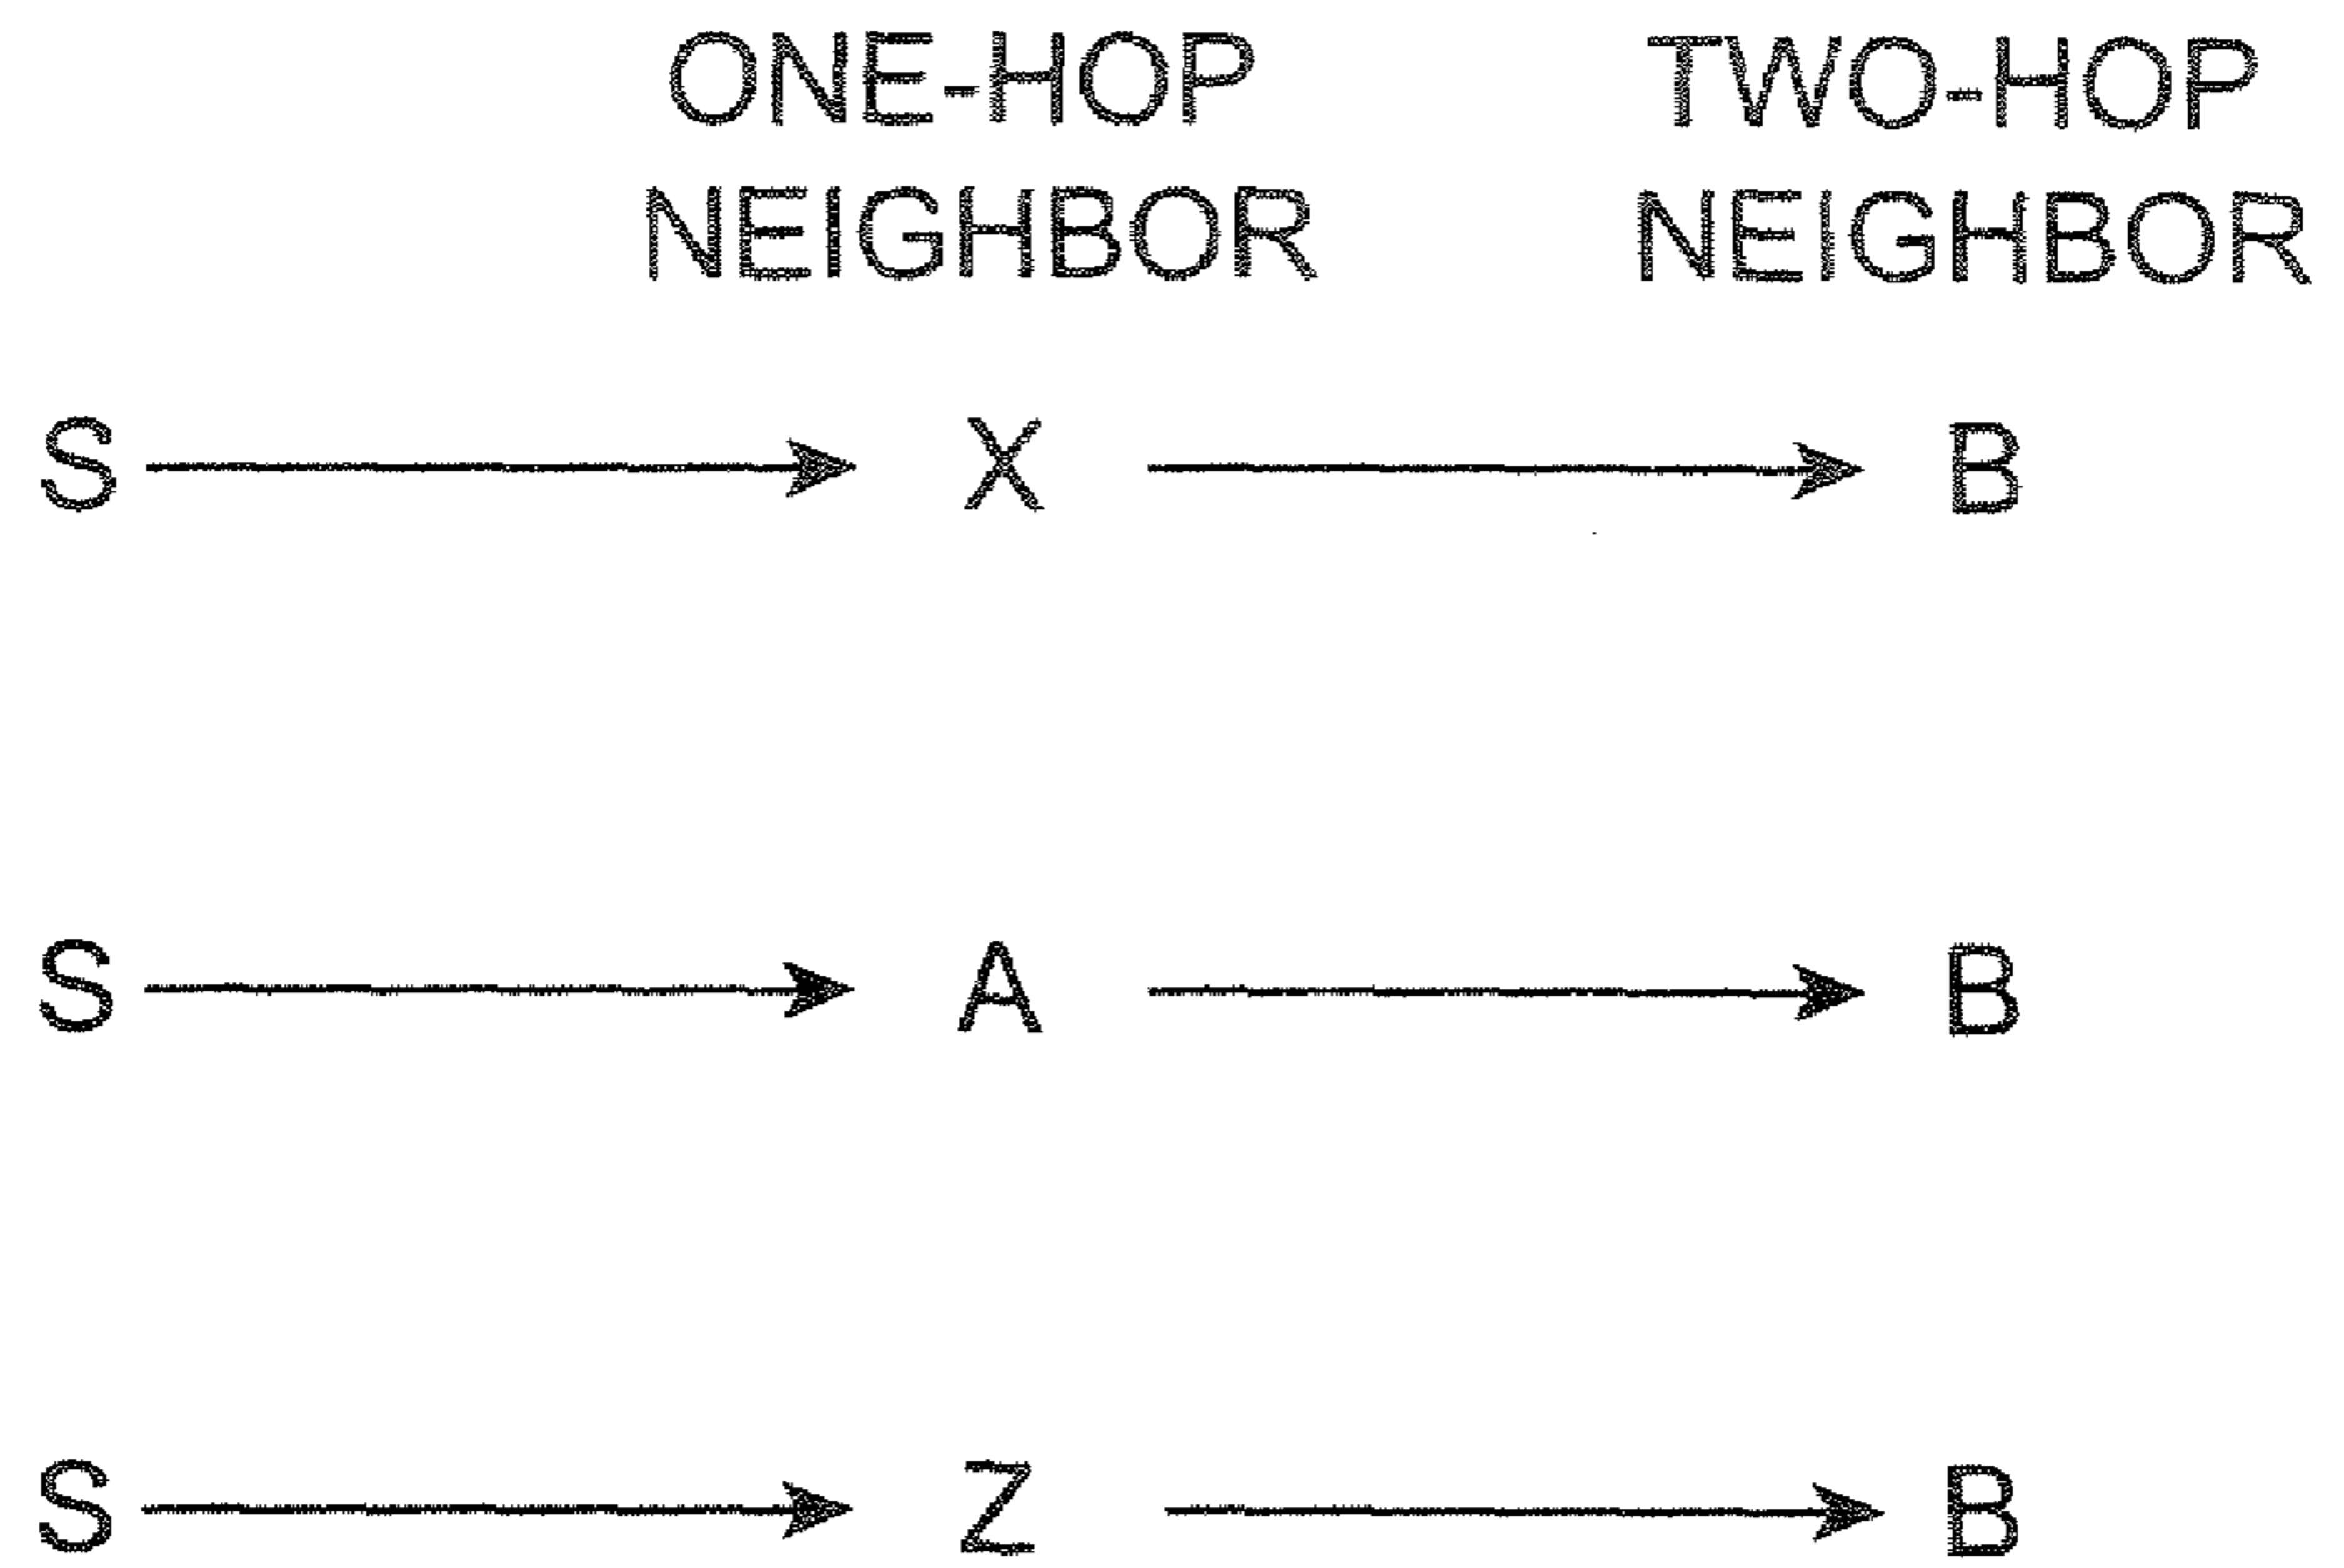 ONE-HOP TWO-HOP
NEIGHBOR NEIGHBOR
S X B
S A B
S Z B